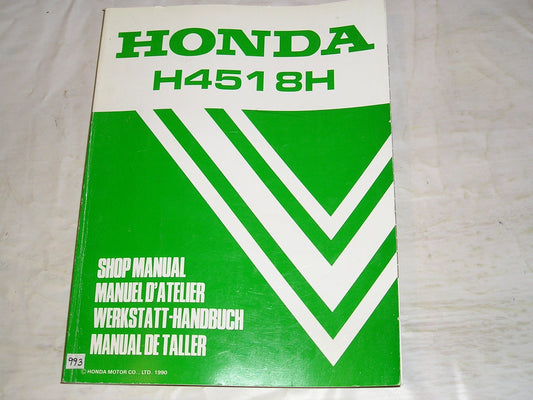 HONDA
H4518H
SHOP MANUAL
MANUEL D'ATELIER
WERKSTATT-HANDBUCH
MANUAL DE TALLER
993
© HONDA MOTOR CO., LTD. 1990